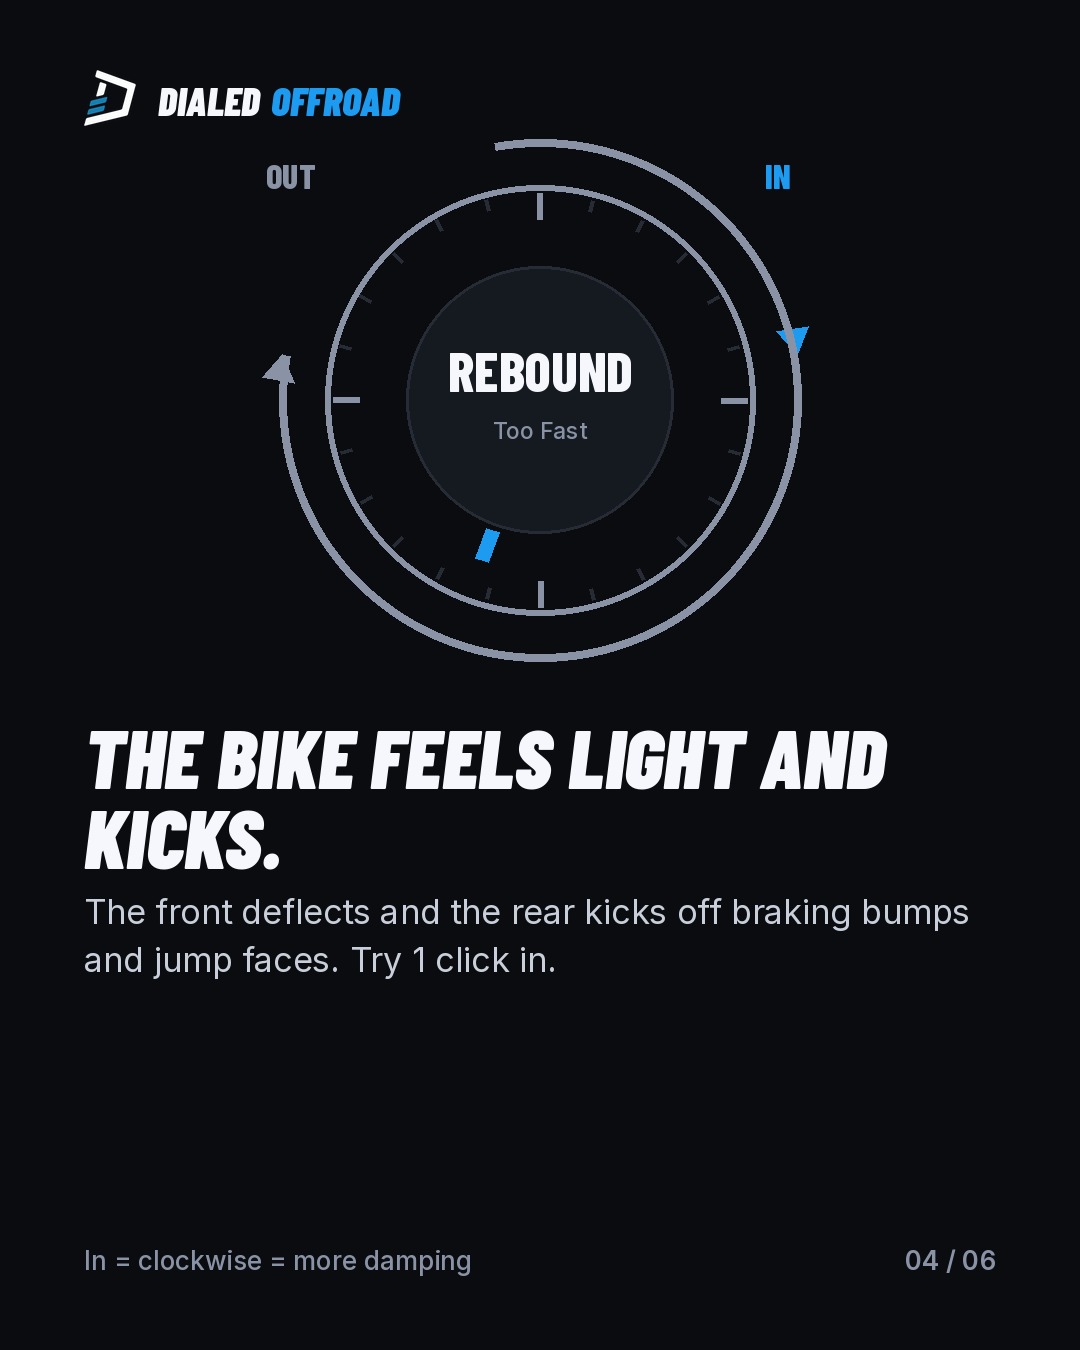 DIALED OFFROAD
OUT
IN
REBOUND
Too Fast
THE BIKE FEELS LIGHT AND
KICKS.
The front deflects and the rear kicks off braking bumps
and jump faces. Try 1 click in.
In = clockwise = more damping
04 / 06